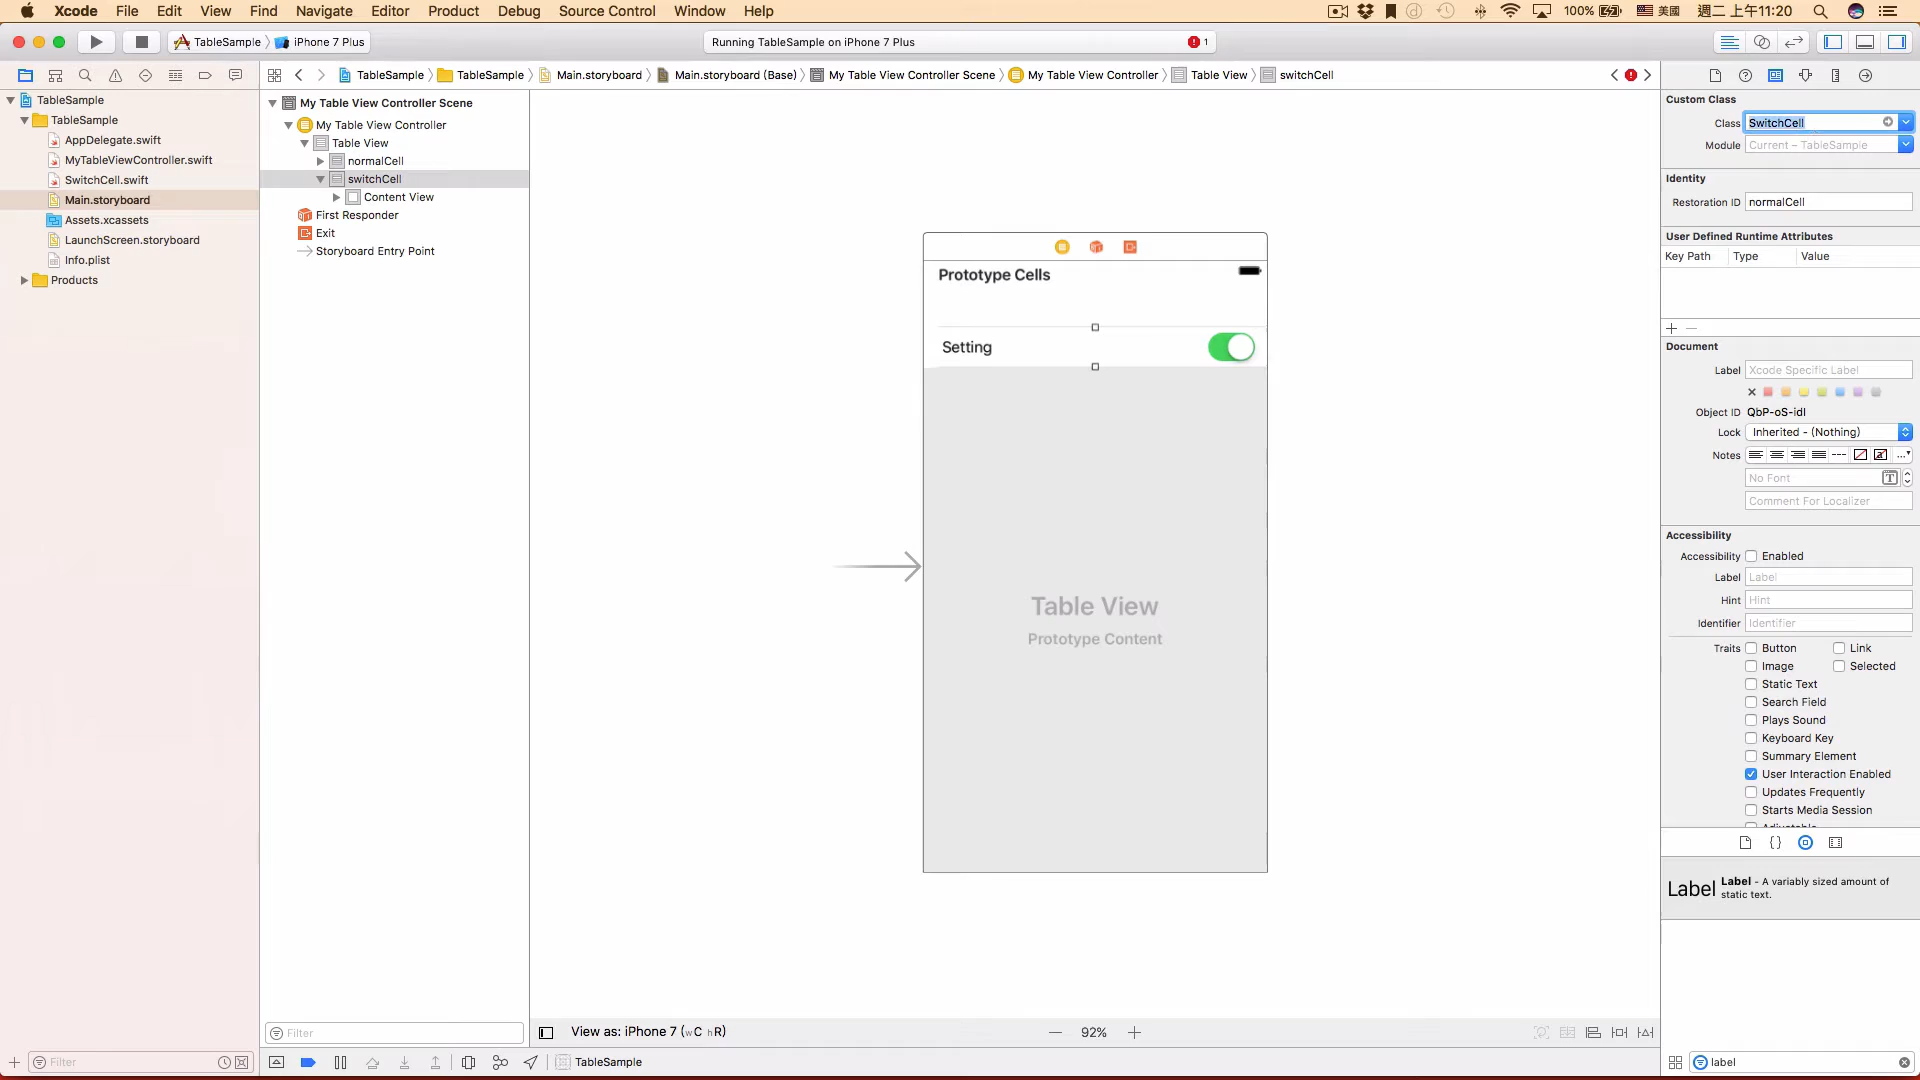 Xcode File Edit View Find Navigate Editor Product Debug Source Control Window Help 100% 美國 週二 上午11:20
TableSample iPhone 7 Plus Running TableSample on iPhone 7 Plus 1
TableSample TableSample Main.storyboard Main.storyboard (Base) My Table View Controller Scene My Table View Controller Table View switchCell
TableSample
TableSample
AppDelegate.swift
MyTableViewController.swift
SwitchCell.swift
Main.storyboard
Assets.xcassets
LaunchScreen.storyboard
Info.plist
Products
Filter
My Table View Controller Scene
My Table View Controller
Table View
normalCell
switchCell
Content View
First Responder
Exit
Storyboard Entry Point
Filter
Prototype Cells
Setting
Table View
Prototype Content
View as: iPhone 7 (wC hR)
92%
TableSample
Custom Class
Class SwitchCell
Module Current – TableSample
Identity
Restoration ID normalCell
User Defined Runtime Attributes
Key Path Type Value
Document
Label Xcode Specific Label
Object ID QbP-oS-idI
Lock Inherited - (Nothing)
Notes
No Font
Comment For Localizer
Accessibility
Accessibility Enabled
Label Label
Hint Hint
Identifier Identifier
Traits Button Link
Image Selected
Static Text
Search Field
Plays Sound
Keyboard Key
Summary Element
User Interaction Enabled
Updates Frequently
Starts Media Session
Label Label - A variably sized amount of
static text.
label